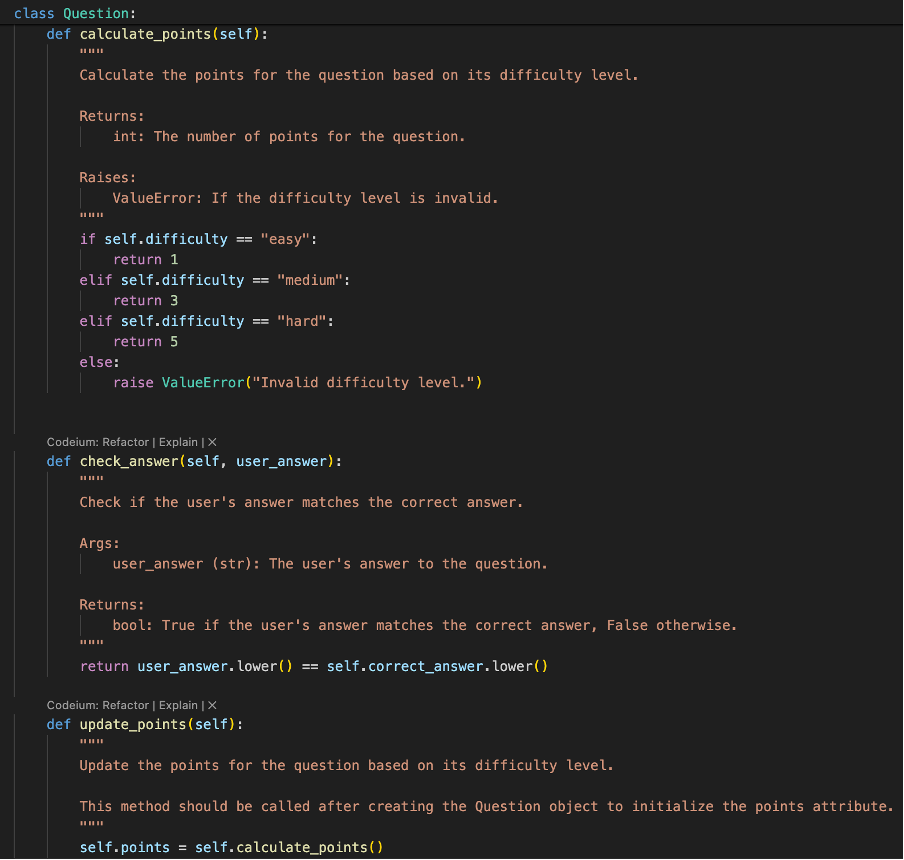 class Question:
def calculate_points(self):
"""
Calculate the points for the question based on its difficulty level.
Returns:
int: The number of points for the question.
Raises:
ValueError: If the difficulty level is invalid.
"""
if self.difficulty == "easy":
return 1
elif self.difficulty == "medium":
return 3
elif self.difficulty == "hard":
return 5
else:
raise ValueError("Invalid difficulty level.")
Codeium: Refactor | Explain | ×
def check_answer(self, user_answer):
"""
Check if the user's answer matches the correct answer.
Args:
user_answer (str): The user's answer to the question.
Returns:
bool: True if the user's answer matches the correct answer, False otherwise.
"""
return user_answer.lower() == self.correct_answer.lower()
Codeium: Refactor | Explain | ×
def update_points(self):
"""
Update the points for the question based on its difficulty level.
This method should be called after creating the Question object to initialize the points attribute.
"""
self.points = self.calculate_points()